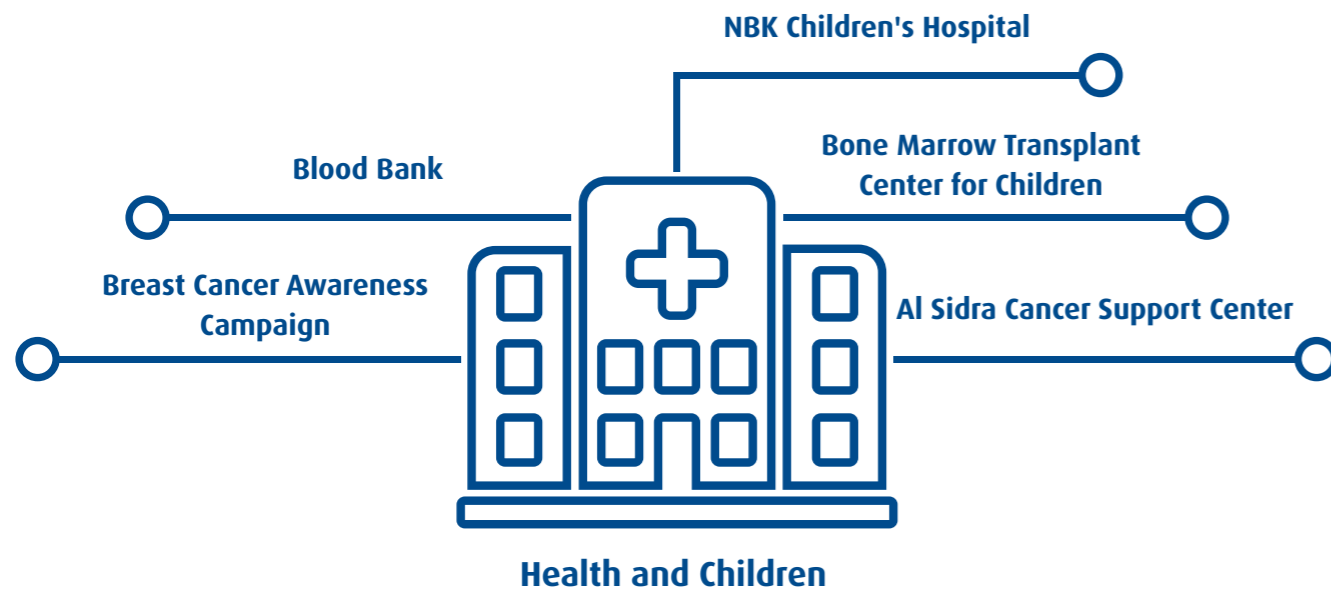 NBK Children's Hospital
Blood Bank
Bone Marrow Transplant
Center for Children
Breast Cancer Awareness
Campaign
Al Sidra Cancer Support Center
Health and Children